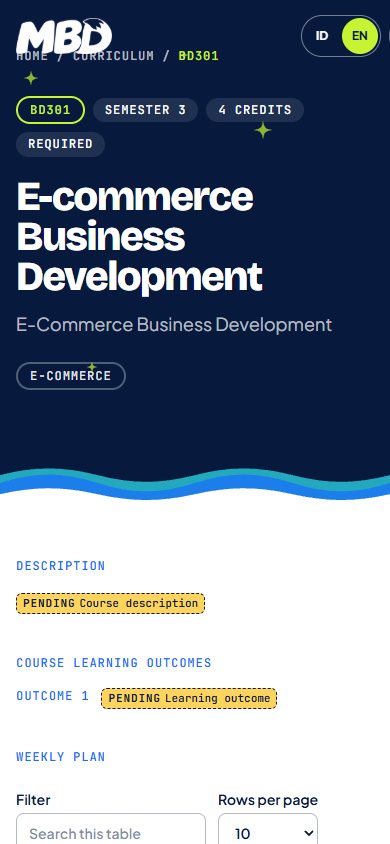 MBD
ID EN
HOME / CURRICULUM / BD301
BD301 SEMESTER 3 4 CREDITS
REQUIRED
E-commerce
Business
Development
E-Commerce Business Development
E-COMMERCE
DESCRIPTION
PENDING Course description
COURSE LEARNING OUTCOMES
OUTCOME 1 PENDING Learning outcome
WEEKLY PLAN
Filter Rows per page
Search this table 10